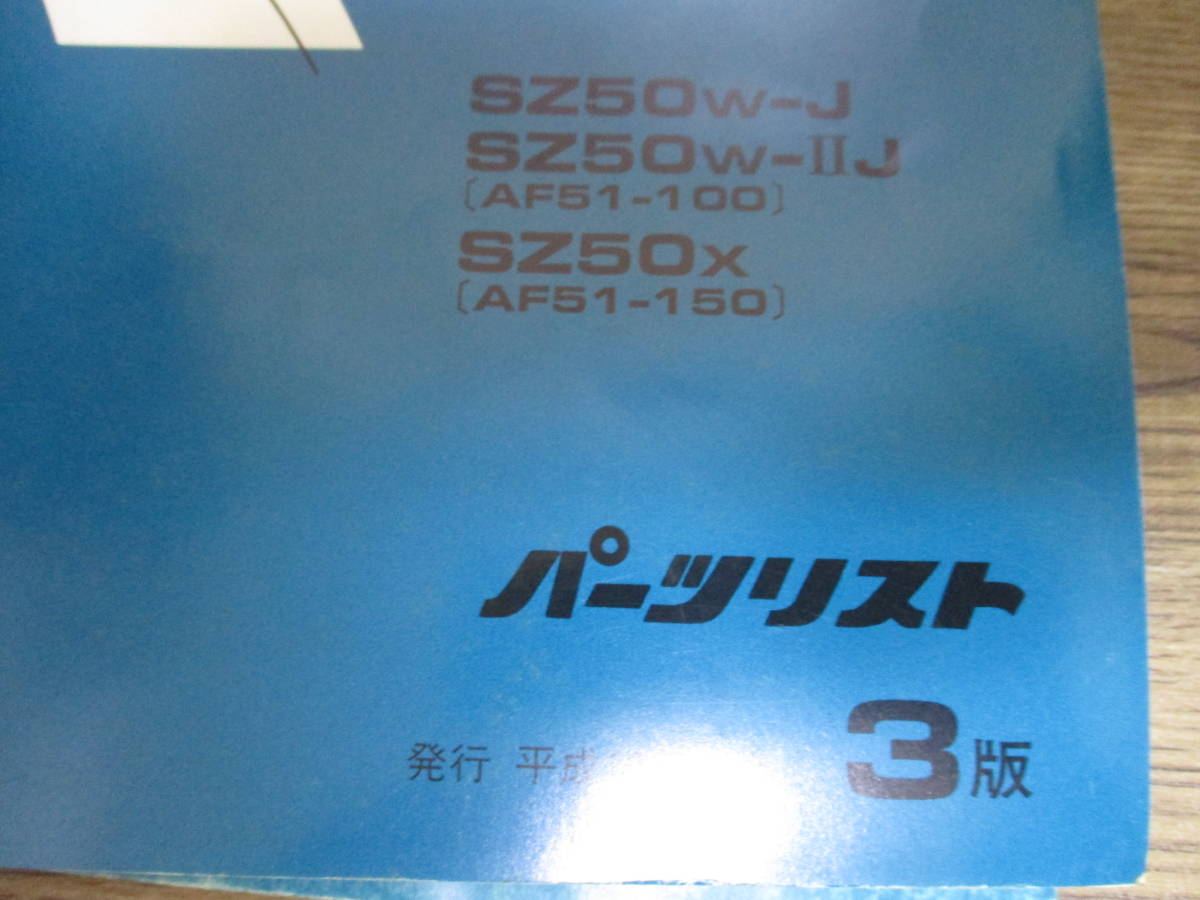 SZ50W-J
SZ50W-ⅡJ
〔AF51-100〕
SZ50X
〔AF51-150〕
パーツリスト
発行 平成
3版